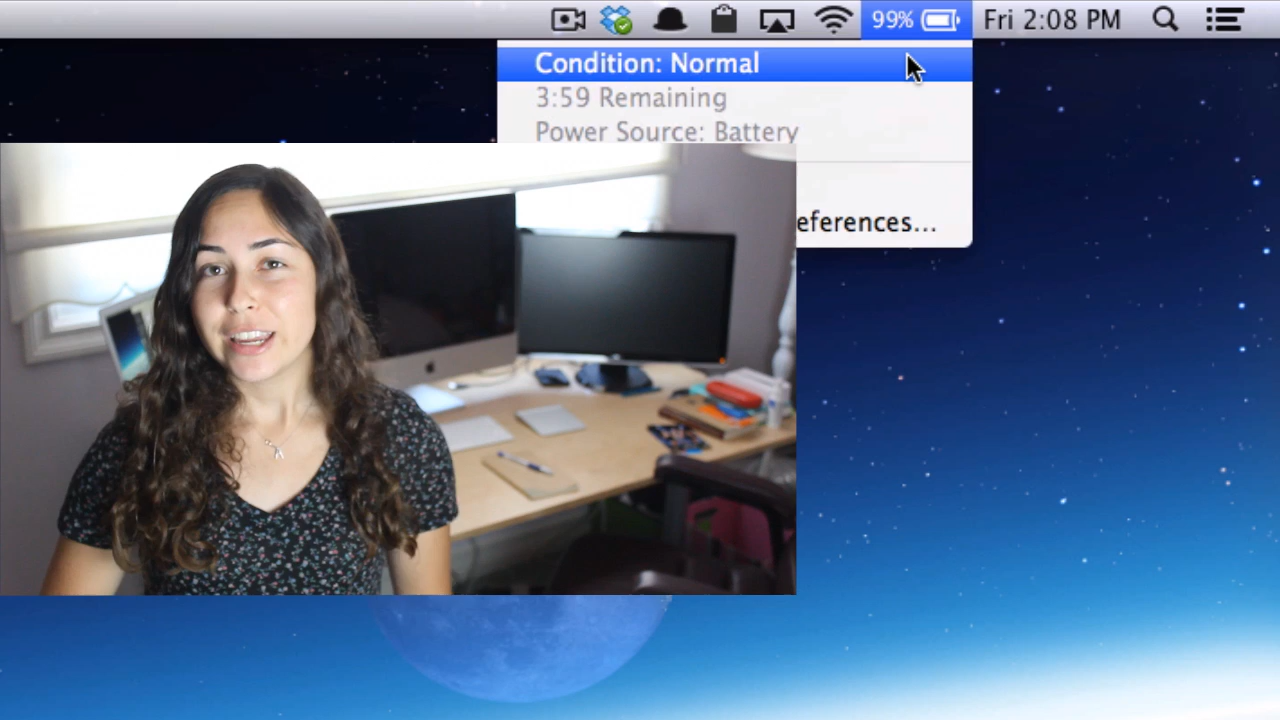 99% Fri 2:08 PM
Condition: Normal
3:59 Remaining
Power Source: Battery
eferences...